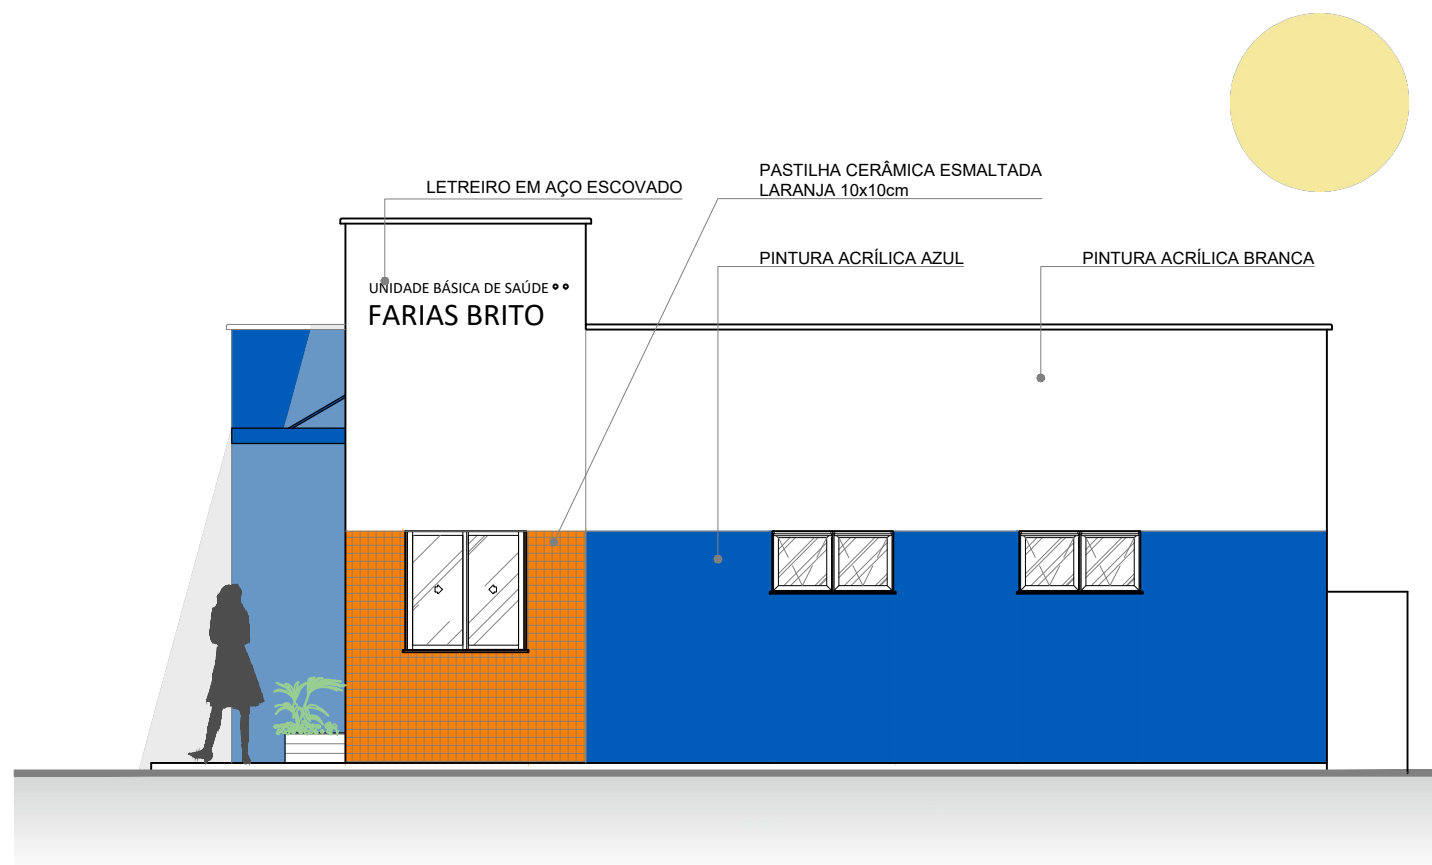 PASTILHA CERÂMICA ESMALTADA
LARANJA 10x10cm
LETREIRO EM AÇO ESCOVADO
PINTURA ACRÍLICA AZUL
PINTURA ACRÍLICA BRANCA
UNIDADE BÁSICA DE SAÚDE
FARIAS BRITO